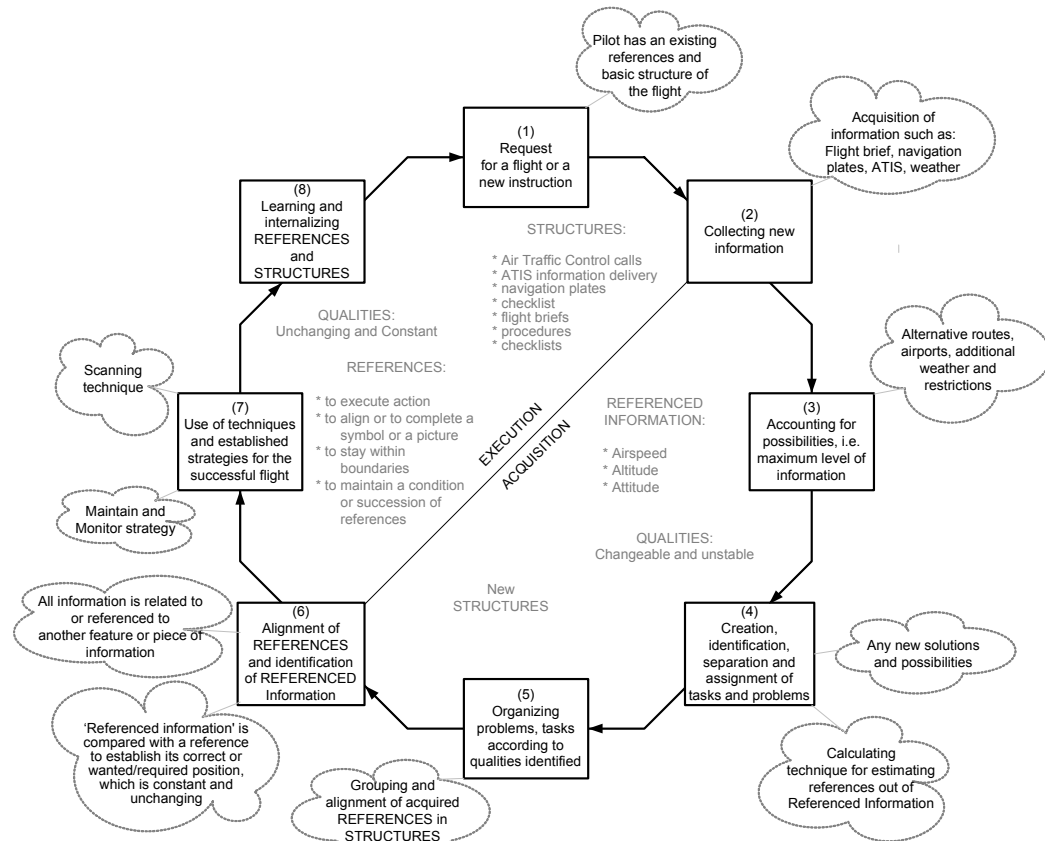 Pilot has an existing
references and
basic structure of
the flight
(1)
Request
for a flight or a
new instruction
Acquisition of
information such as:
Flight brief, navigation
plates, ATIS, weather
(2)
Collecting new
information
(8)
Learning and
internalizing
REFERENCES
and
STRUCTURES
STRUCTURES:
* Air Traffic Control calls
* ATIS information delivery
* navigation plates
* checklist
* flight briefs
* procedures
* checklists
QUALITIES:
Unchanging and Constant
Alternative routes,
airports, additional
weather and
restrictions
Scanning
technique
REFERENCES:
* to execute action
* to align or to complete a
symbol or a picture
* to stay within
boundaries
* to maintain a condition
or succession of
references
(7)
Use of techniques
and established
strategies for the
successful flight
EXECUTION
ACQUISITION
REFERENCED
INFORMATION:
* Airspeed
* Altitude
* Attitude
(3)
Accounting for
possibilities, i.e.
maximum level of
information
Maintain and
Monitor strategy
QUALITIES:
Changeable and unstable
New
STRUCTURES
All information is related to
or referenced to
another feature or piece of
information
(6)
Alignment of
REFERENCES
and identification
of REFERENCED
Information
(4)
Creation,
identification,
separation and
assignment of
tasks and problems
Any new solutions
and possibilities
(5)
Organizing
problems, tasks
according to
qualities identified
'Referenced information' is
compared with a reference
to establish its correct or
wanted/required position,
which is constant and
unchanging
Grouping and
alignment of acquired
REFERENCES in
STRUCTURES
Calculating
technique for estimating
references out of
Referenced Information